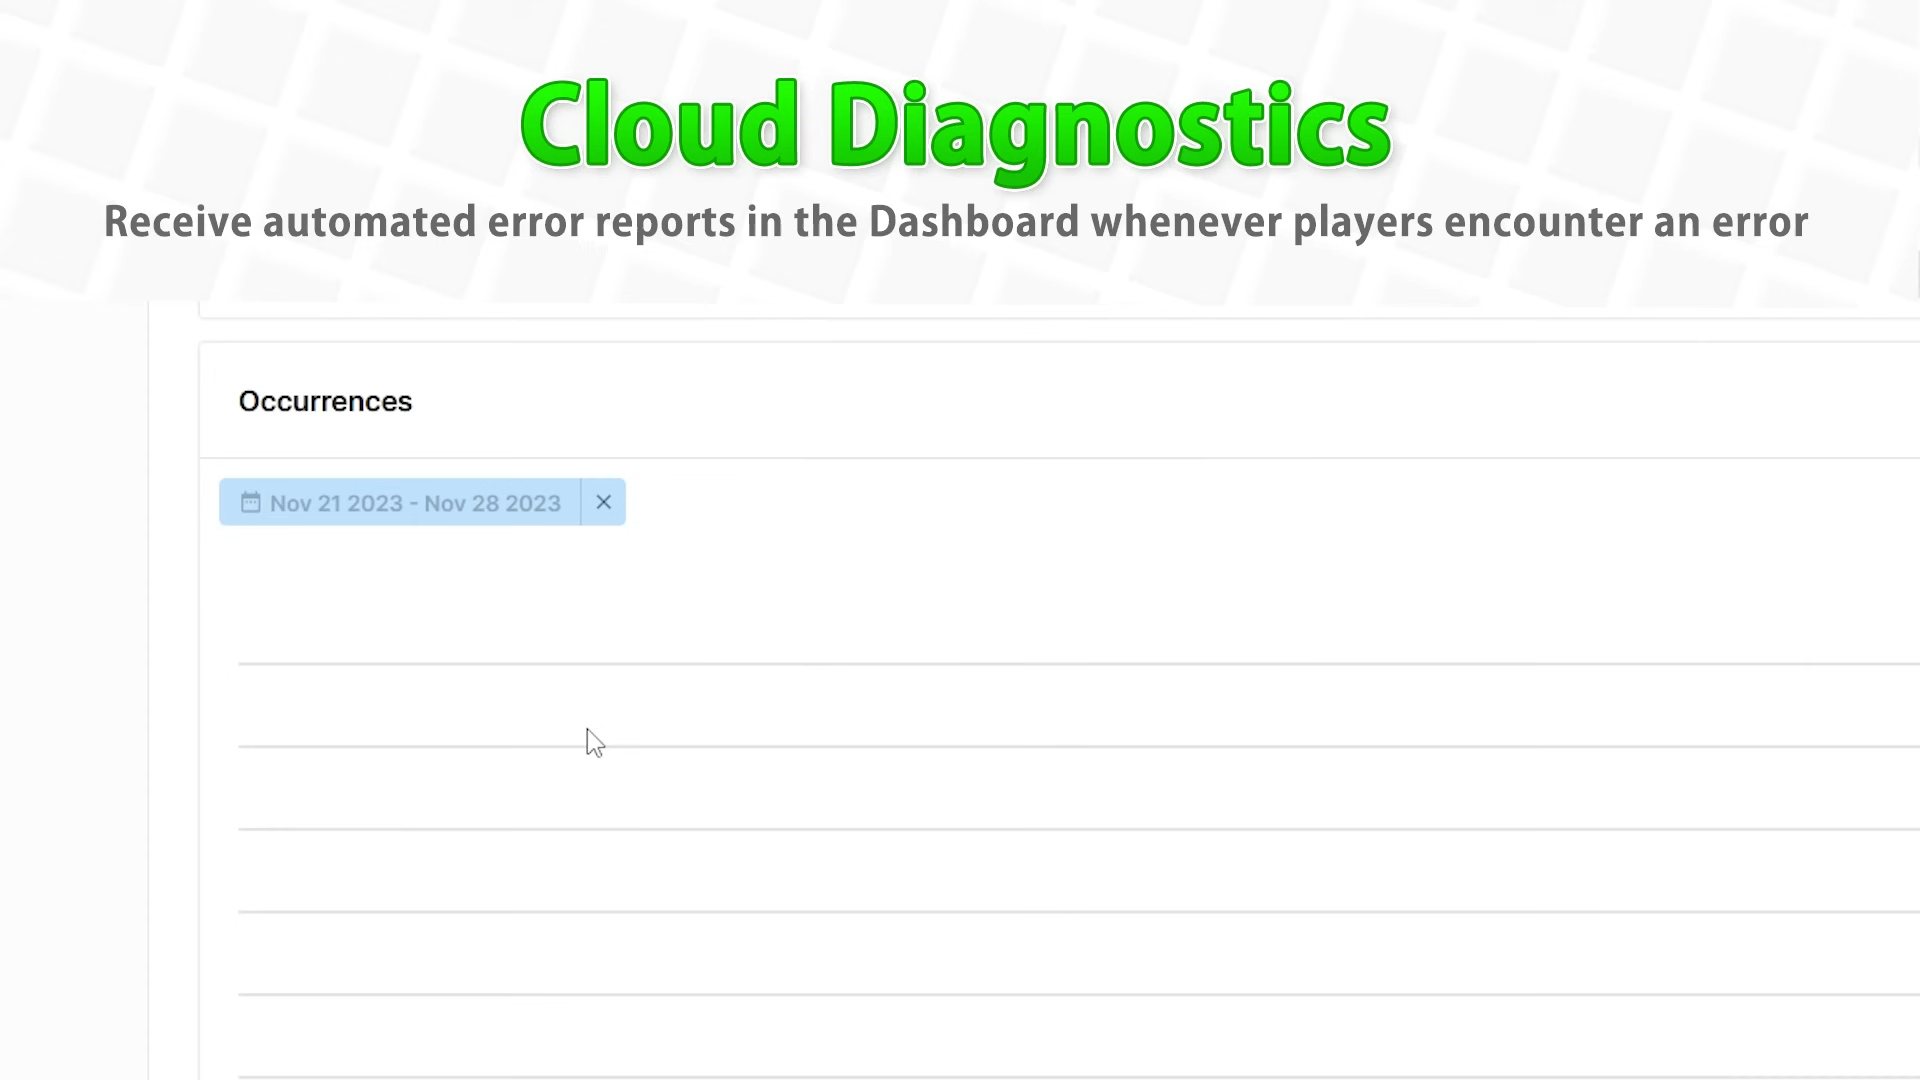 Cloud Diagnostics
Receive automated error reports in the Dashboard whenever players encounter an error
Occurrences
Nov 21 2023 - Nov 28 2023